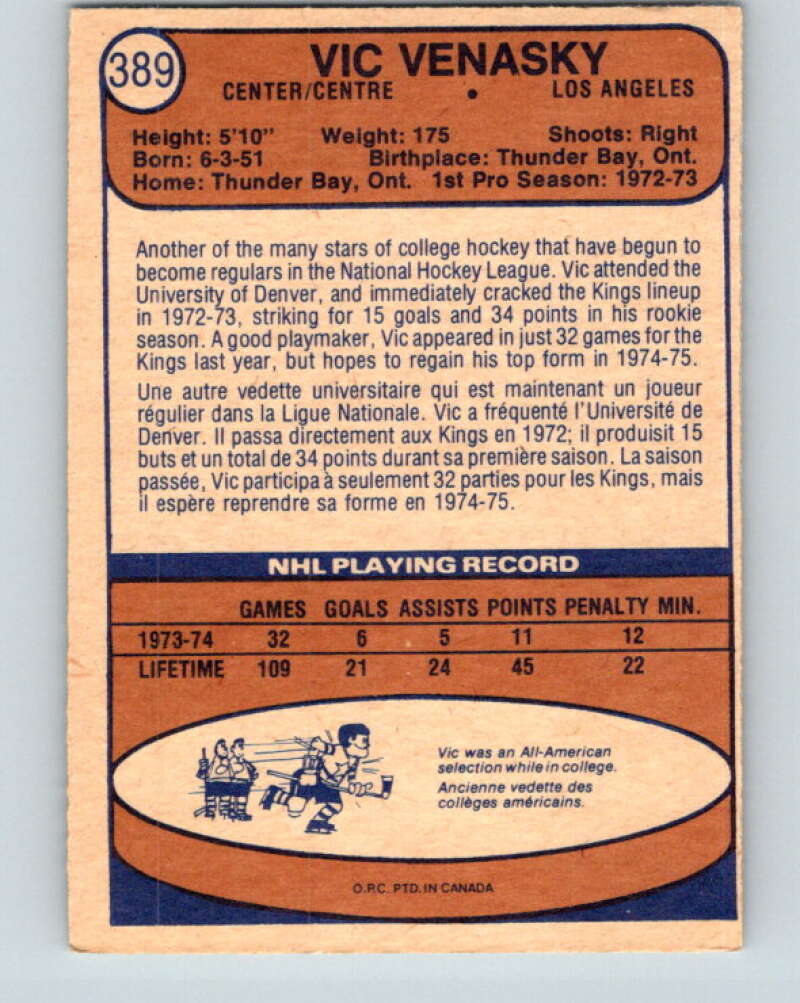 389
VIC VENASKY
CENTER/CENTRE • LOS ANGELES
Height: 5'10" Weight: 175 Shoots: Right
Born: 6-3-51 Birthplace: Thunder Bay, Ont.
Home: Thunder Bay, Ont. 1st Pro Season: 1972-73
Another of the many stars of college hockey that have begun to
become regulars in the National Hockey League. Vic attended the
University of Denver, and immediately cracked the Kings lineup
in 1972-73, striking for 15 goals and 34 points in his rookie
season. A good playmaker, Vic appeared in just 32 games for the
Kings last year, but hopes to regain his top form in 1974-75.
Une autre vedette universitaire qui est maintenant un joueur
régulier dans la Ligue Nationale. Vic a fréquenté l'Université de
Denver. Il passa directement aux Kings en 1972; il produisit 15
buts et un total de 34 points durant sa première saison. La saison
passée, Vic participa à seulement 32 parties pour les Kings, mais
il espère reprendre sa forme en 1974-75.
NHL PLAYING RECORD
GAMES GOALS ASSISTS POINTS PENALTY MIN.
1973-74 32 6 5 11 12
LIFETIME 109 21 24 45 22
Vic was an All-American
selection while in college.
Ancienne vedette des
collèges américains.
O.P.C. PTD. IN CANADA